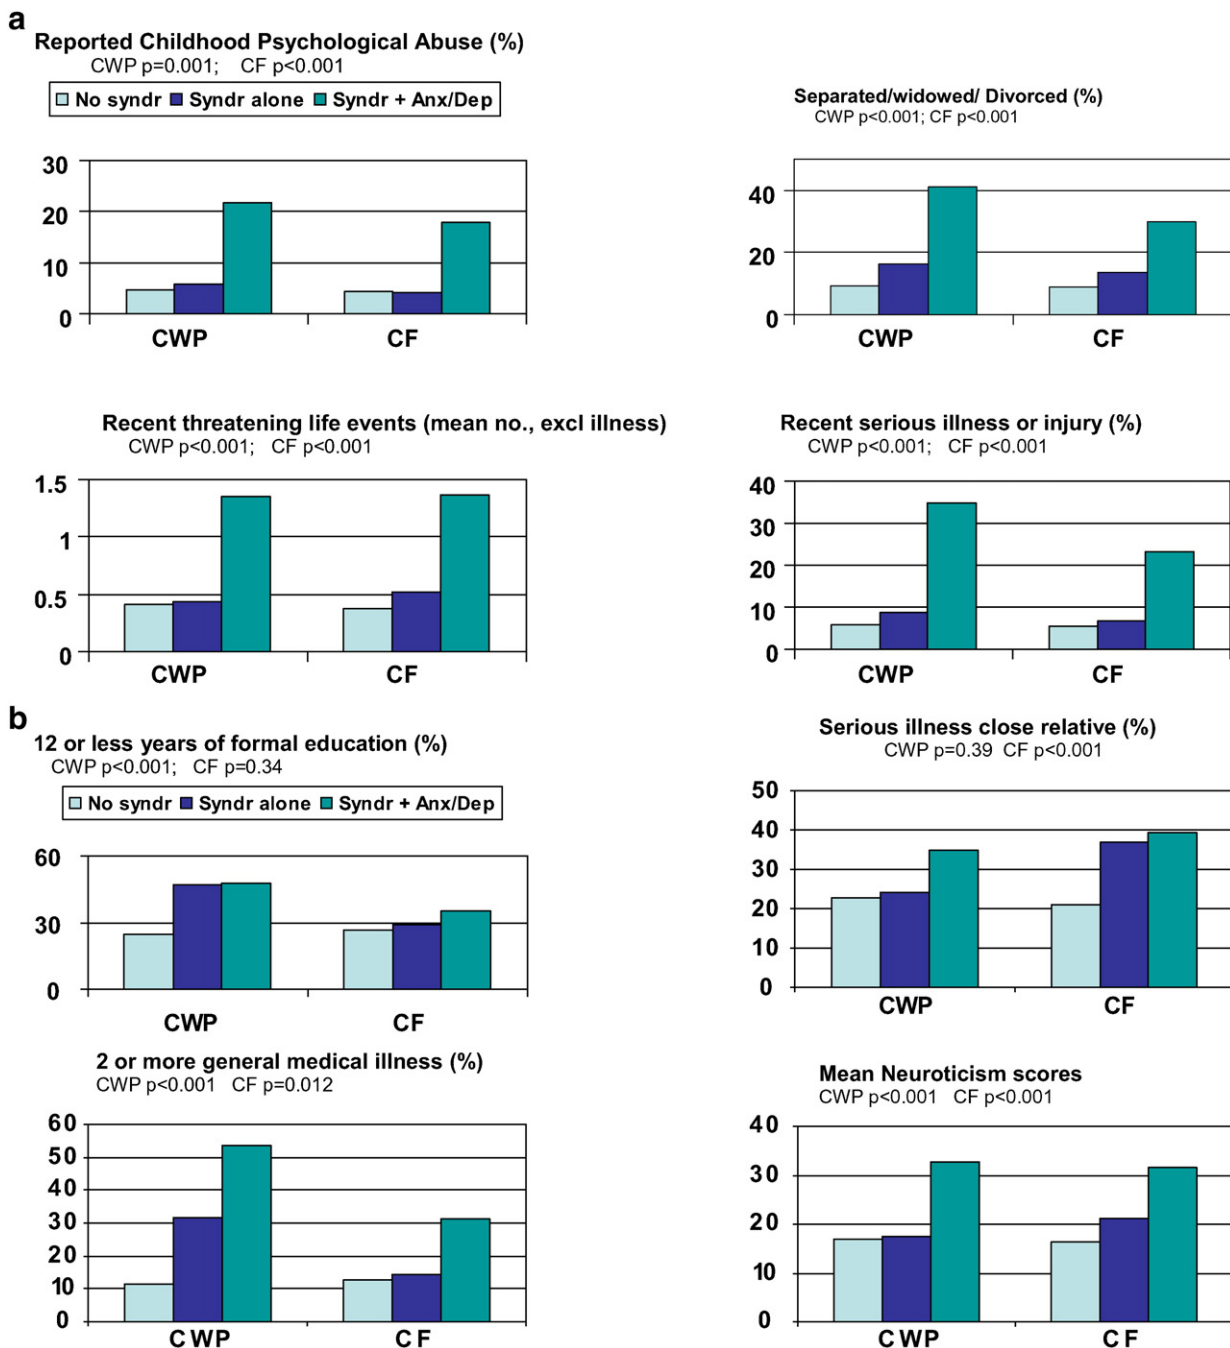 a
Reported Childhood Psychological Abuse (%)
CWP p=0.001; CF p<0.001
No syndr Syndr alone Syndr + Anx/Dep
30
20
10
0
CWP CF
Separated/widowed/ Divorced (%)
CWP p<0.001; CF p<0.001
40
20
0
CWP CF
Recent threatening life events (mean no., excl illness)
CWP p<0.001; CF p<0.001
1.5
1
0.5
0
CWP CF
Recent serious illness or injury (%)
CWP p<0.001; CF p<0.001
40
30
20
10
0
CWP CF
b
12 or less years of formal education (%)
CWP p<0.001; CF p=0.34
No syndr Syndr alone Syndr + Anx/Dep
60
30
0
CWP CF
Serious illness close relative (%)
CWP p=0.39 CF p<0.001
50
40
30
20
10
0
CWP CF
2 or more general medical illness (%)
CWP p<0.001 CF p=0.012
60
50
40
30
20
10
0
CWP CF
Mean Neuroticism scores
CWP p<0.001 CF p<0.001
40
30
20
10
0
CWP CF